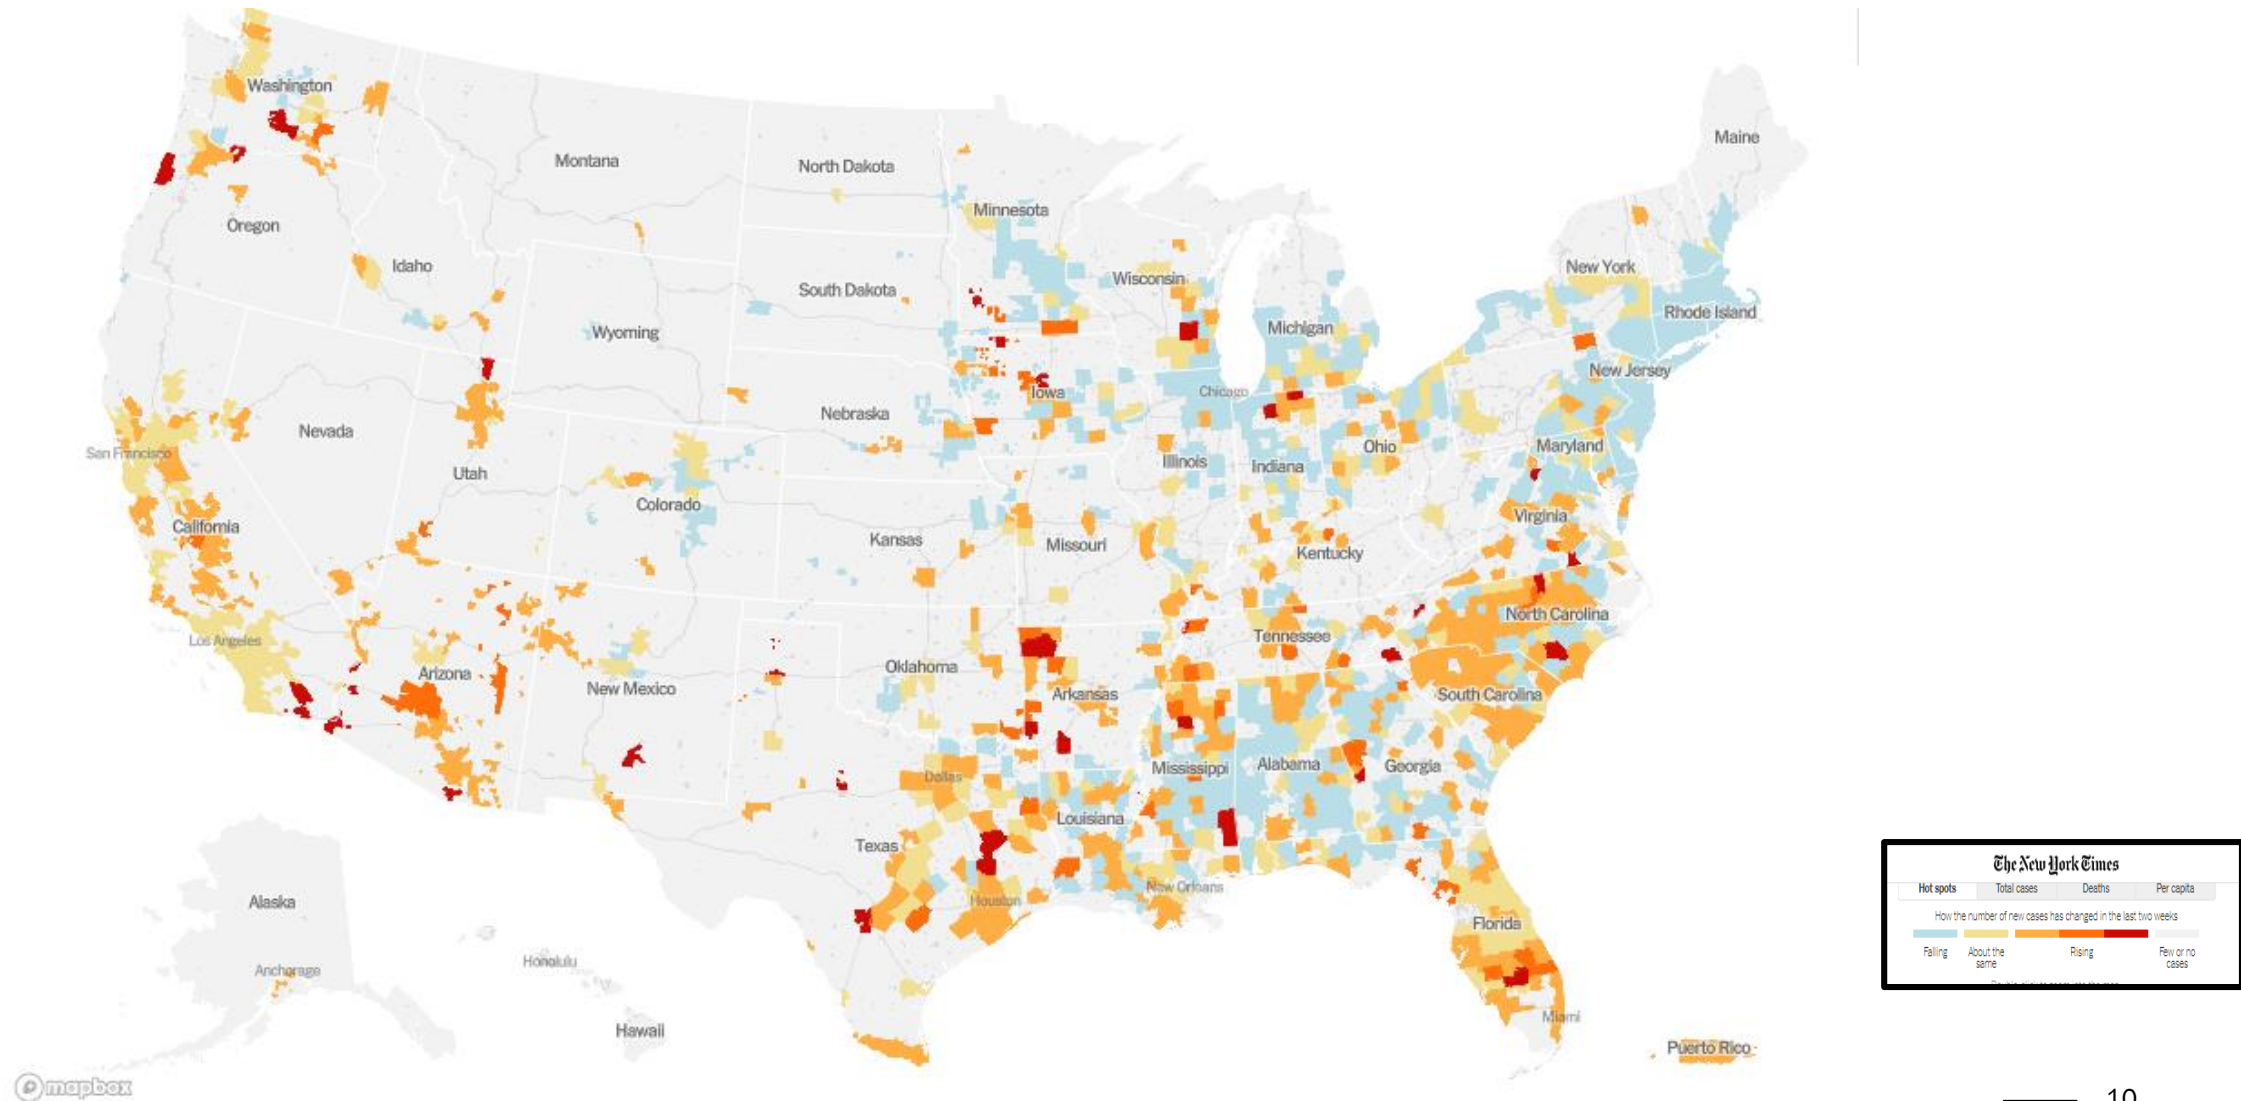 Washington
Maine
Montana
North Dakota
Minnesota
Oregon
Idaho
New York
Wisconsin
South Dakota
Rhode Island
Wyoming
Michigan
New Jersey
Iowa
Chicago
Nebraska
Nevada
Ohio
Maryland
San Francisco
Illinois
Indiana
Utah
Colorado
Virginia
California
Kansas
Missouri
Kentucky
North Carolina
Los Angeles
Tennessee
Oklahoma
Arizona
New Mexico
Arkansas
South Carolina
Mississippi
Alabama
Georgia
Dallas
Louisiana
Texas
New Orleans
Houston
Alaska
Florida
Honolulu
Anchorage
Miami
Hawaii
Puerto Rico
mapbox
The New York Times
Hot spots Total cases Deaths Per capita
How the number of new cases has changed in the last two weeks
Falling About the same Rising Few or no cases
10